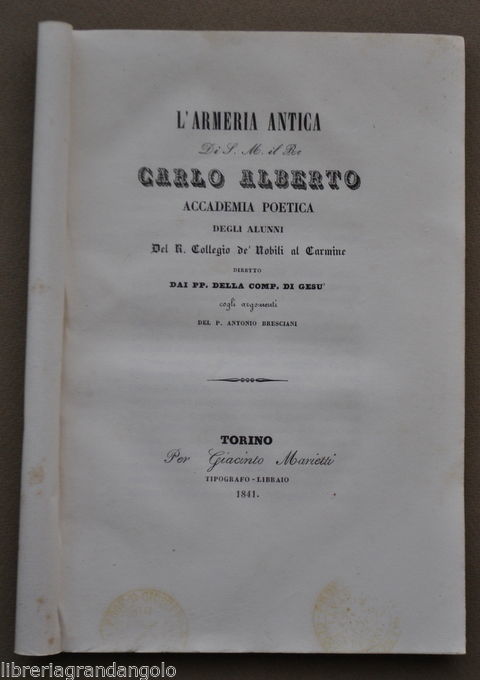 L'ARMERIA ANTICA
Di S. M. il Re
CARLO ALBERTO
ACCADEMIA POETICA
DEGLI ALUNNI
Del R. Collegio de' Nobili al Carmine
DIRETTO
DAI PP. DELLA COMP. DI GESU'
cogli argomenti
DEL P. ANTONIO BRESCIANI
TORINO
Per Giacinto Marietti
TIPOGRAFO-LIBRAIO
1841.
libreriagrandangolo